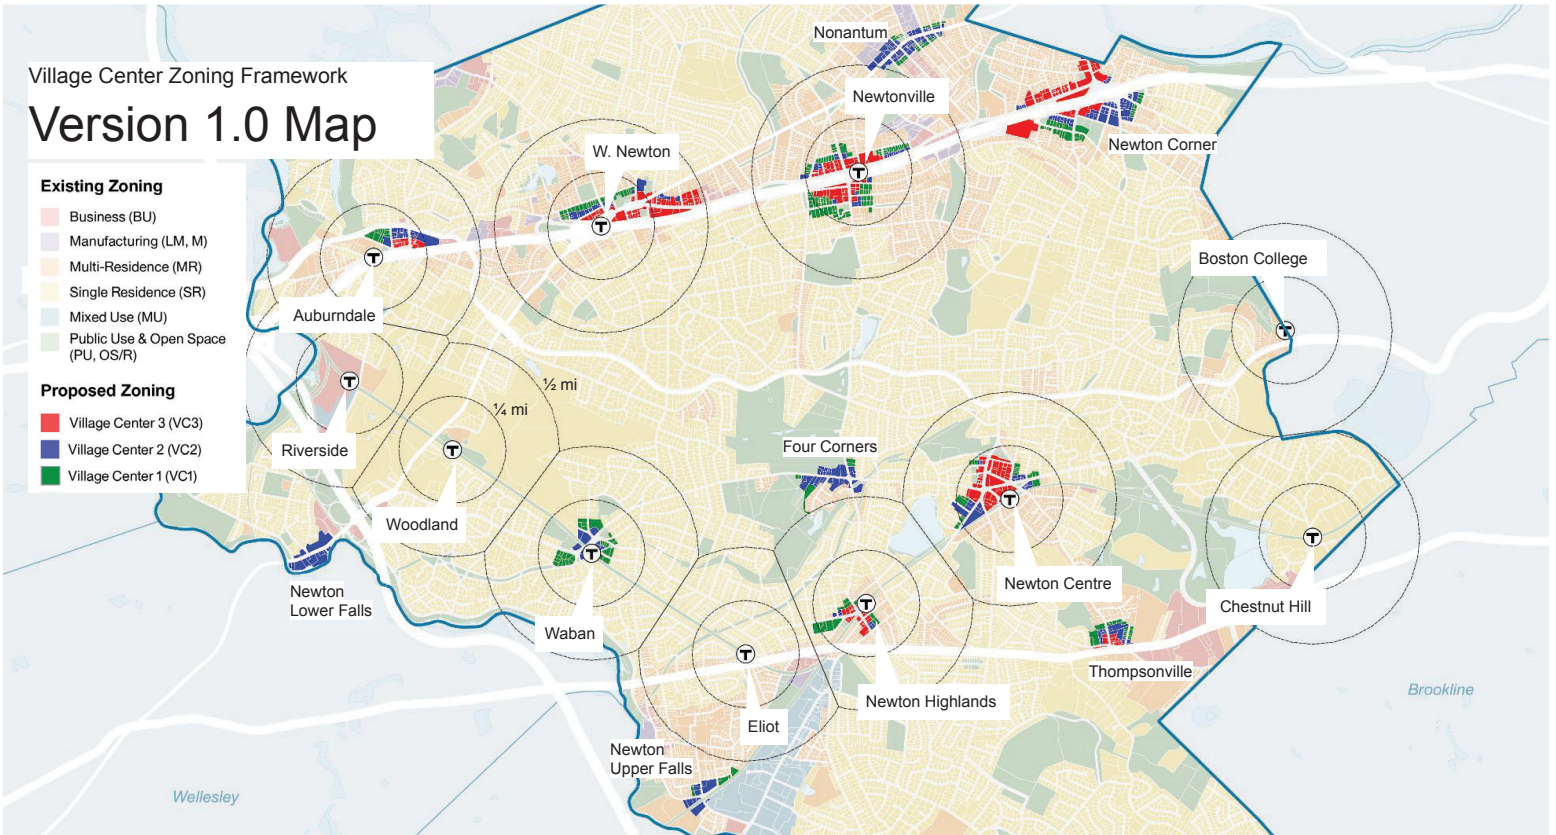 Village Center Zoning Framework
Version 1.0 Map
Existing Zoning
Business (BU)
Manufacturing (LM, M)
Multi-Residence (MR)
Single Residence (SR)
Mixed Use (MU)
Public Use & Open Space
(PU, OS/R)
Proposed Zoning
Village Center 3 (VC3)
Village Center 2 (VC2)
Village Center 1 (VC1)
Nonantum
Newtonville
Newton Corner
W. Newton
Auburndale
Boston College
Riverside
½ mi
¼ mi
Woodland
Four Corners
Newton
Lower Falls
Waban
Newton Centre
Chestnut Hill
Thompsonville
Newton Highlands
Eliot
Newton
Upper Falls
Brookline
Wellesley
T
T
T
T
T
T
T
T
T
T
T
T